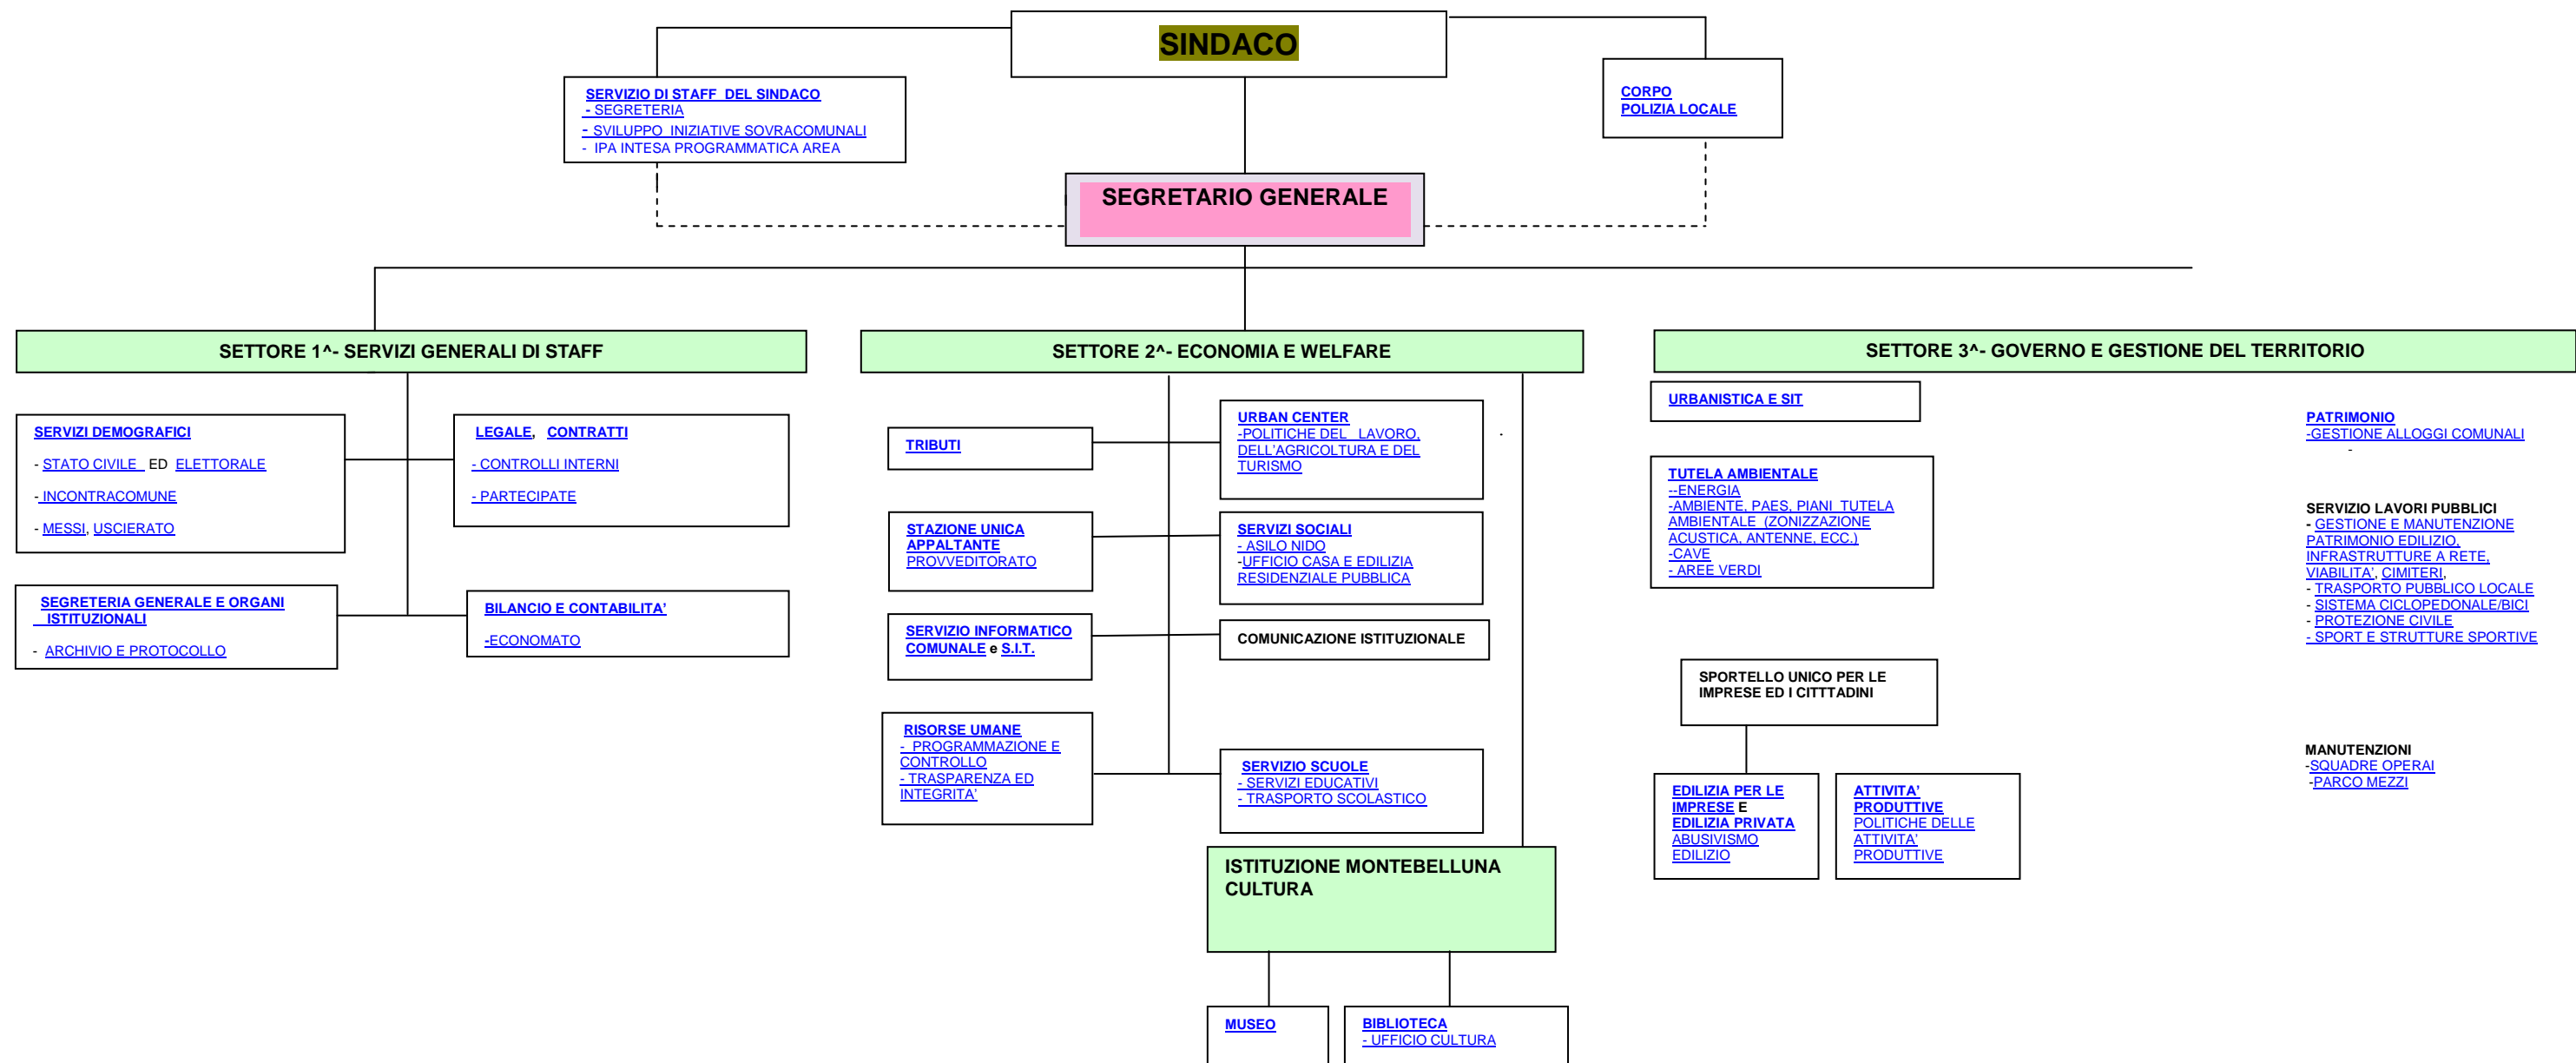 SINDACO
SERVIZIO DI STAFF DEL SINDACO
- SEGRETERIA
- SVILUPPO INIZIATIVE SOVRACOMUNALI
- IPA INTESA PROGRAMMATICA AREA
CORPO
POLIZIA LOCALE
SEGRETARIO GENERALE
SETTORE 1^- SERVIZI GENERALI DI STAFF
SERVIZI DEMOGRAFICI
- STATO CIVILE ED ELETTORALE
- INCONTRACOMUNE
- MESSI, USCIERATO
LEGALE, CONTRATTI
- CONTROLLI INTERNI
- PARTECIPATE
SEGRETERIA GENERALE E ORGANI
ISTITUZIONALI
- ARCHIVIO E PROTOCOLLO
BILANCIO E CONTABILITA’
-ECONOMATO
SETTORE 2^- ECONOMIA E WELFARE
TRIBUTI
URBAN CENTER
-POLITICHE DEL LAVORO,
DELL’AGRICOLTURA E DEL
TURISMO
STAZIONE UNICA
APPALTANTE
PROVVEDITORATO
SERVIZI SOCIALI
- ASILO NIDO
-UFFICIO CASA E EDILIZIA
RESIDENZIALE PUBBLICA
SERVIZIO INFORMATICO
COMUNALE e S.I.T.
COMUNICAZIONE ISTITUZIONALE
RISORSE UMANE
- PROGRAMMAZIONE E
CONTROLLO
- TRASPARENZA ED
INTEGRITA’
SERVIZIO SCUOLE
- SERVIZI EDUCATIVI
- TRASPORTO SCOLASTICO
ISTITUZIONE MONTEBELLUNA
CULTURA
MUSEO
BIBLIOTECA
- UFFICIO CULTURA
SETTORE 3^- GOVERNO E GESTIONE DEL TERRITORIO
URBANISTICA E SIT
TUTELA AMBIENTALE
--ENERGIA
-AMBIENTE, PAES, PIANI TUTELA
AMBIENTALE (ZONIZZAZIONE
ACUSTICA, ANTENNE, ECC.)
-CAVE
- AREE VERDI
SPORTELLO UNICO PER LE
IMPRESE ED I CITTTADINI
EDILIZIA PER LE
IMPRESE E
EDILIZIA PRIVATA
ABUSIVISMO
EDILIZIO
ATTIVITA’
PRODUTTIVE
POLITICHE DELLE
ATTIVITA’
PRODUTTIVE
PATRIMONIO
-GESTIONE ALLOGGI COMUNALI
-
SERVIZIO LAVORI PUBBLICI
- GESTIONE E MANUTENZIONE
PATRIMONIO EDILIZIO,
INFRASTRUTTURE A RETE,
VIABILITA’, CIMITERI,
- TRASPORTO PUBBLICO LOCALE
- SISTEMA CICLOPEDONALE/BICI
- PROTEZIONE CIVILE
- SPORT E STRUTTURE SPORTIVE
MANUTENZIONI
-SQUADRE OPERAI
-PARCO MEZZI